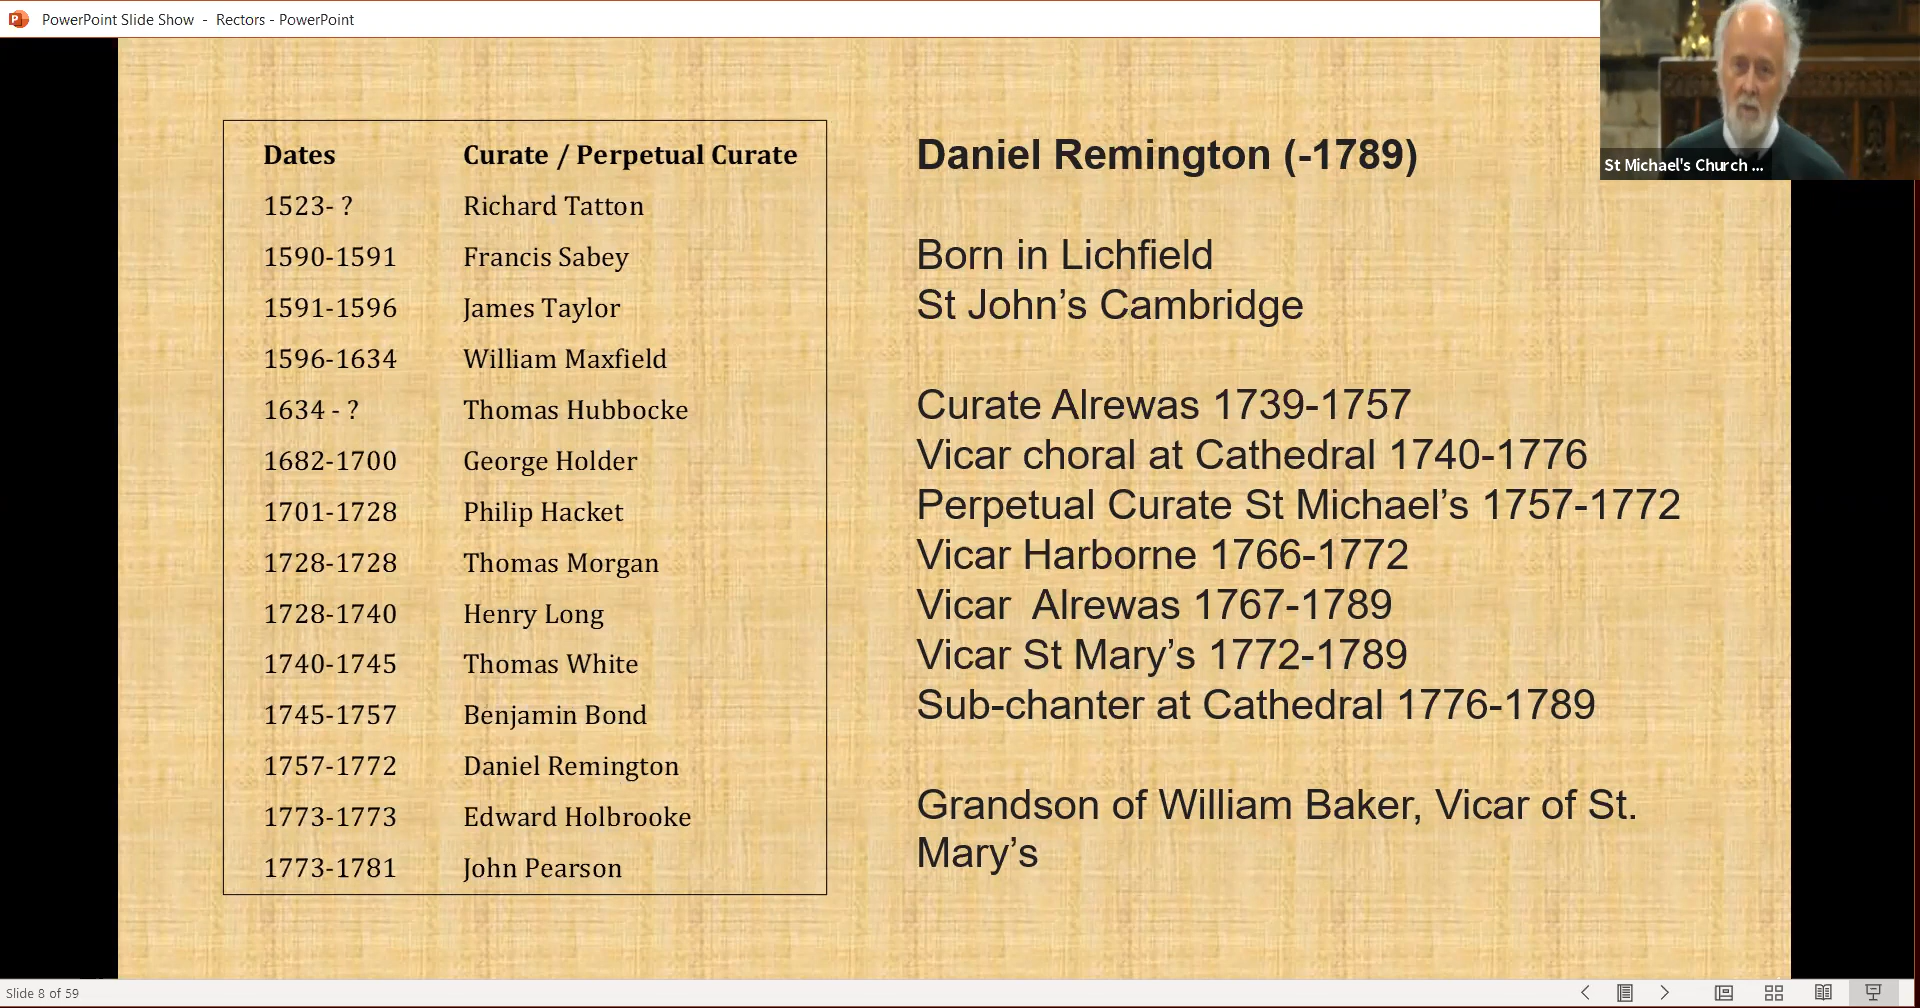 PowerPoint Slide Show - Rectors - PowerPoint
St Michael's Church ...
Dates Curate / Perpetual Curate
1523- ? Richard Tatton
1590-1591 Francis Sabey
1591-1596 James Taylor
1596-1634 William Maxfield
1634 - ? Thomas Hubbocke
1682-1700 George Holder
1701-1728 Philip Hacket
1728-1728 Thomas Morgan
1728-1740 Henry Long
1740-1745 Thomas White
1745-1757 Benjamin Bond
1757-1772 Daniel Remington
1773-1773 Edward Holbrooke
1773-1781 John Pearson
Daniel Remington (-1789)
Born in Lichfield
St John’s Cambridge
Curate Alrewas 1739-1757
Vicar choral at Cathedral 1740-1776
Perpetual Curate St Michael’s 1757-1772
Vicar Harborne 1766-1772
Vicar  Alrewas 1767-1789
Vicar St Mary’s 1772-1789
Sub-chanter at Cathedral 1776-1789
Grandson of William Baker, Vicar of St.
Mary’s
Slide 8 of 59